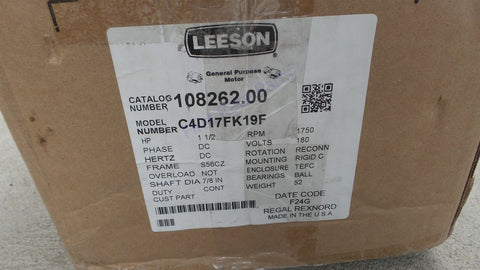 LEESON
General Purpose
Motor
CATALOG NUMBER 108262.00
MODEL NUMBER C4D17FK19F
HP 1 1/2 RPM 1750
PHASE DC VOLTS 180
HERTZ DC ROTATION RECONN
FRAME S56CZ MOUNTING RIGID C
OVERLOAD NOT ENCLOSURE TEFC
SHAFT DIA 7/8 IN BEARINGS BALL
DUTY CONT WEIGHT 52
CUST PART
DATE CODE
F24G
REGAL REXNORD
MADE IN THE U.S.A